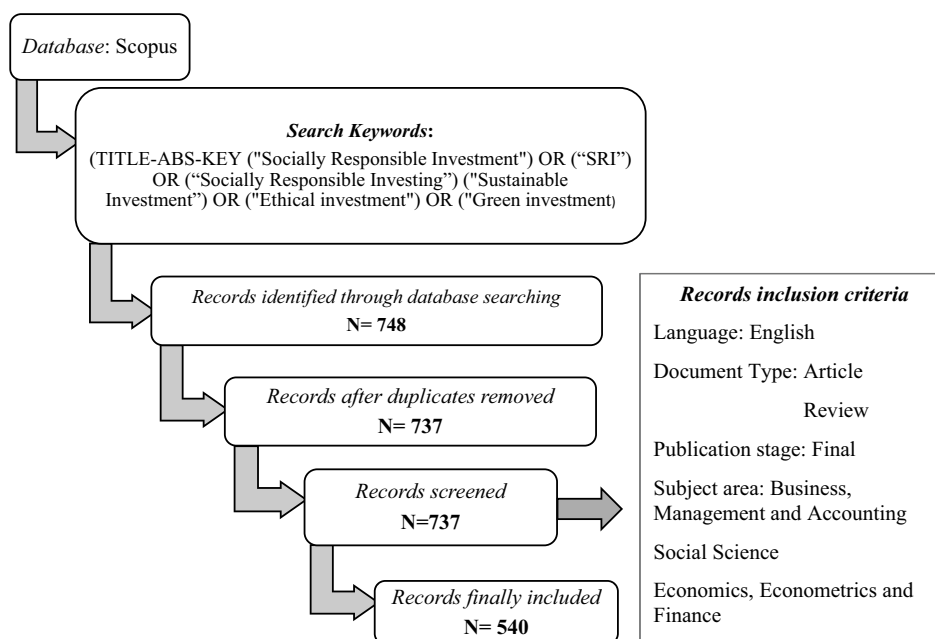 Database: Scopus
Search Keywords:
(TITLE-ABS-KEY ("Socially Responsible Investment") OR (“SRI”)
OR (“Socially Responsible Investing”) ("Sustainable
Investment”) OR ("Ethical investment") OR ("Green investment)
Records identified through database searching
N= 748
Records after duplicates removed
N= 737
Records screened
N=737
Records finally included
N= 540
Records inclusion criteria
Language: English
Document Type: Article
Review
Publication stage: Final
Subject area: Business,
Management and Accounting
Social Science
Economics, Econometrics and
Finance